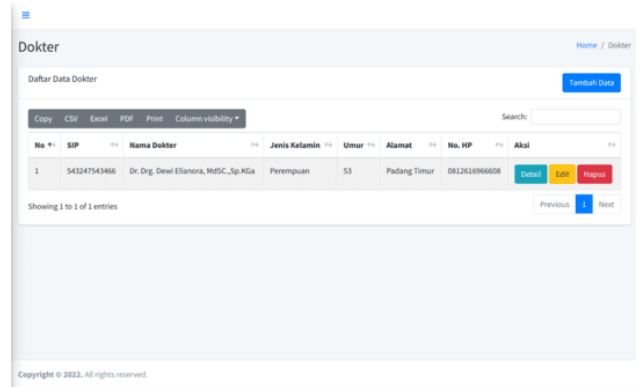 Dokter
Home / Dokter
Daftar Data Dokter
Tambah Data
Copy CSV Excel PDF Print Column visibility
Search:
No SIP Nama Dokter Jenis Kelamin Umur Alamat No. HP Aksi
1 543247543466 Dr. Drg. Dewi Elianora, MdSC.,Sp.KGa Perempuan 53 Padang Timur 0812616966608 Detail Edit Hapus
Showing 1 to 1 of 1 entries
Previous 1 Next
Copyright © 2022. All rights reserved.